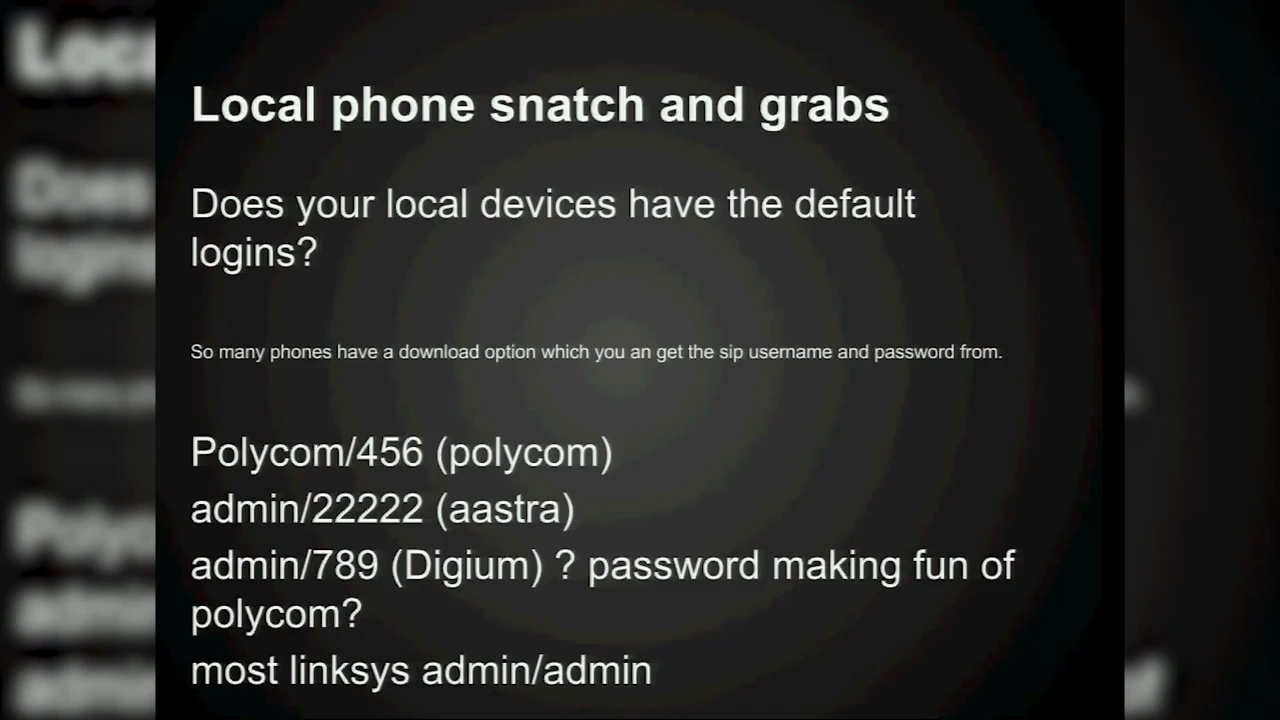 Local phone snatch and grabs
Does your local devices have the default
logins?
So many phones have a download option which you an get the sip username and password from.
Polycom/456 (polycom)
admin/22222 (aastra)
admin/789 (Digium) ? password making fun of
polycom?
most linksys admin/admin